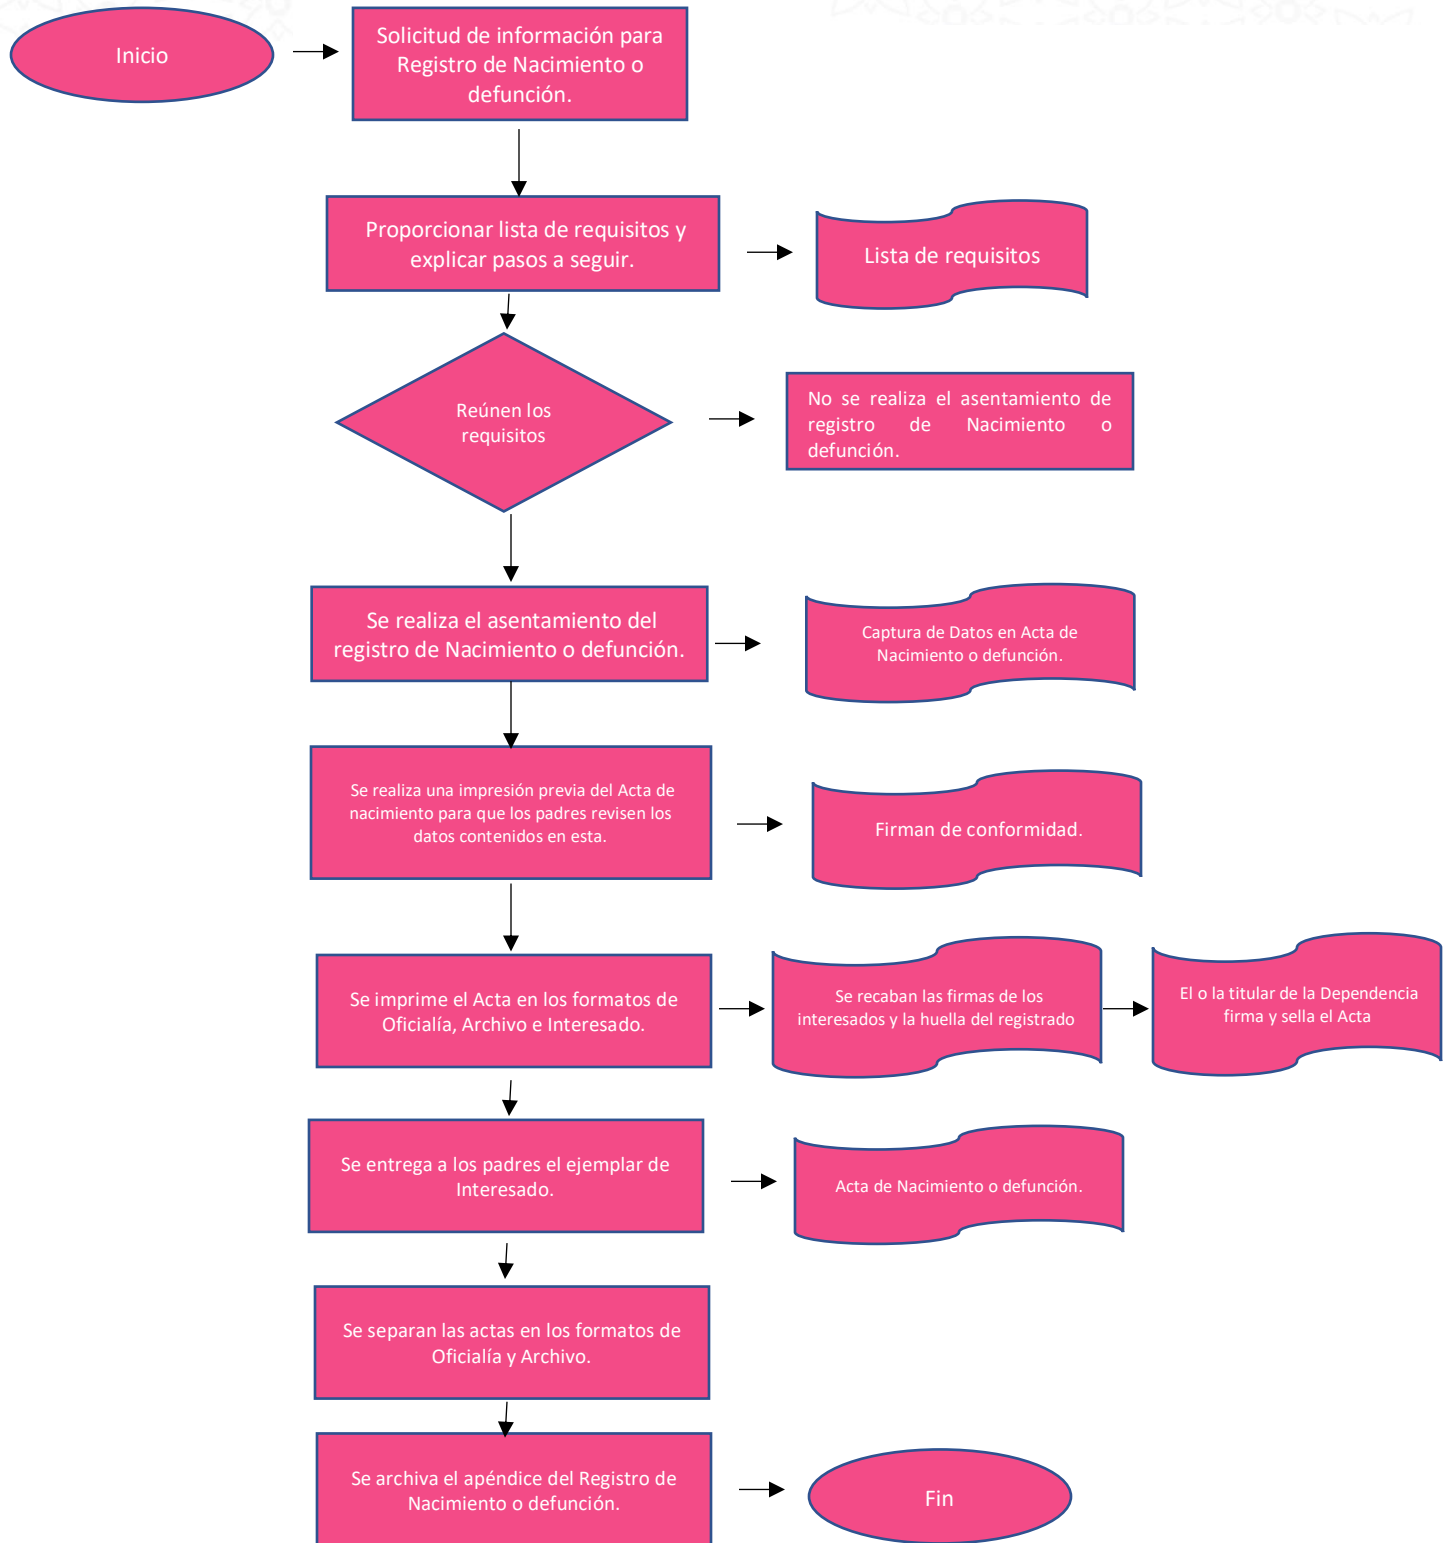 Inicio
Solicitud de información para
Registro de Nacimiento o
defunción.
Proporcionar lista de requisitos y
explicar pasos a seguir.
Lista de requisitos
Reúnen los
requisitos
No se realiza el asentamiento de
registro de Nacimiento o
defunción.
Se realiza el asentamiento del
registro de Nacimiento o defunción.
Captura de Datos en Acta de
Nacimiento o defunción.
Se realiza una impresión previa del Acta de
nacimiento para que los padres revisen los
datos contenidos en esta.
Firman de conformidad.
Se imprime el Acta en los formatos de
Oficialía, Archivo e Interesado.
Se recaban las firmas de los
interesados y la huella del registrado
El o la titular de la Dependencia
firma y sella el Acta
Se entrega a los padres el ejemplar de
Interesado.
Acta de Nacimiento o defunción.
Se separan las actas en los formatos de
Oficialía y Archivo.
Se archiva el apéndice del Registro de
Nacimiento o defunción.
Fin